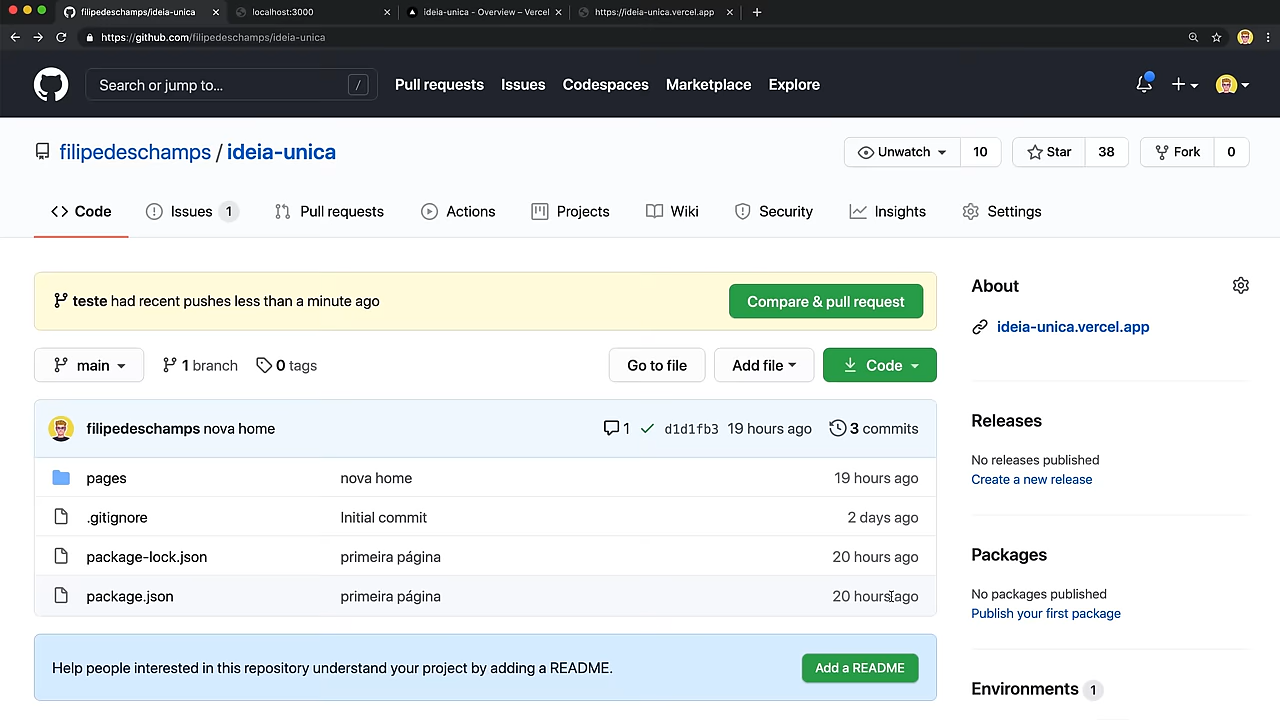 filipedeschamps/ideia-unica
localhost:3000
ideia-unica - Overview – Vercel
https://ideia-unica.vercel.app
https://github.com/filipedeschamps/ideia-unica
Search or jump to... /
Pull requests Issues Codespaces Marketplace Explore
filipedeschamps / ideia-unica
Unwatch 10 Star 38 Fork 0
Code Issues 1 Pull requests Actions Projects Wiki Security Insights Settings
teste had recent pushes less than a minute ago
Compare & pull request
main 1 branch 0 tags Go to file Add file Code
filipedeschamps nova home 1 d1d1fb3 19 hours ago 3 commits
pages nova home 19 hours ago
.gitignore Initial commit 2 days ago
package-lock.json primeira página 20 hours ago
package.json primeira página 20 hours ago
Help people interested in this repository understand your project by adding a README. Add a README
About
ideia-unica.vercel.app
Releases
No releases published
Create a new release
Packages
No packages published
Publish your first package
Environments 1